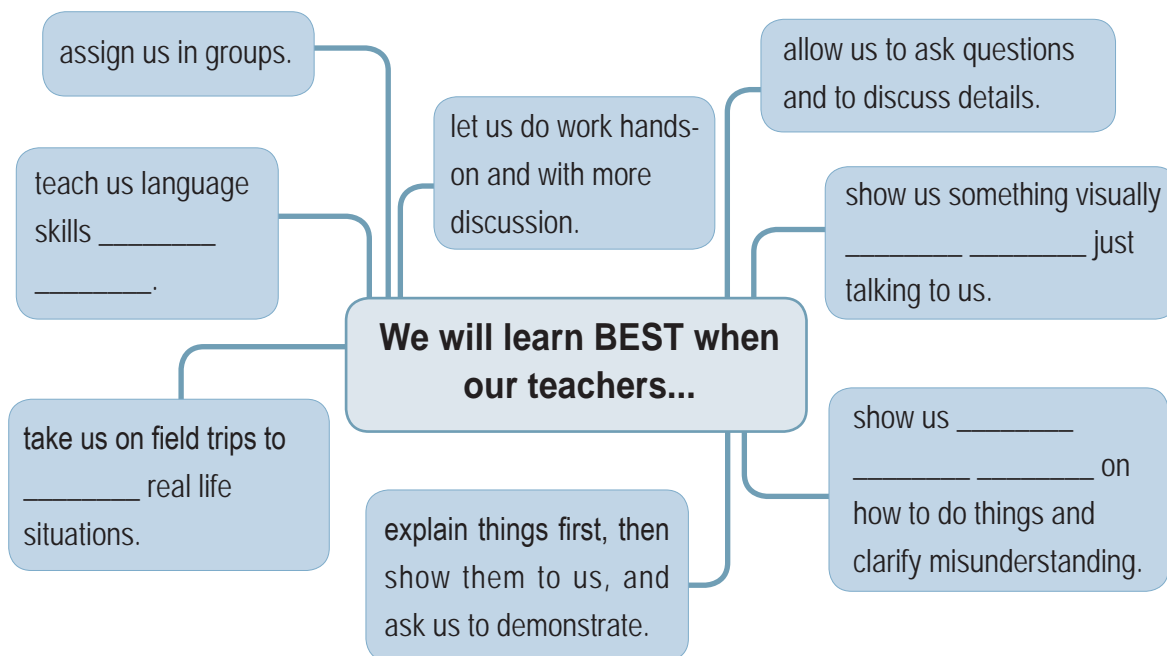 assign us in groups.
let us do work hands-
on and with more
discussion.
allow us to ask questions
and to discuss details.
teach us language
skills ________
________.
show us something visually
________ ________ just
talking to us.
We will learn BEST when
our teachers...
take us on field trips to
________ real life
situations.
explain things first, then
show them to us, and
ask us to demonstrate.
show us ________
________ ________ on
how to do things and
clarify misunderstanding.